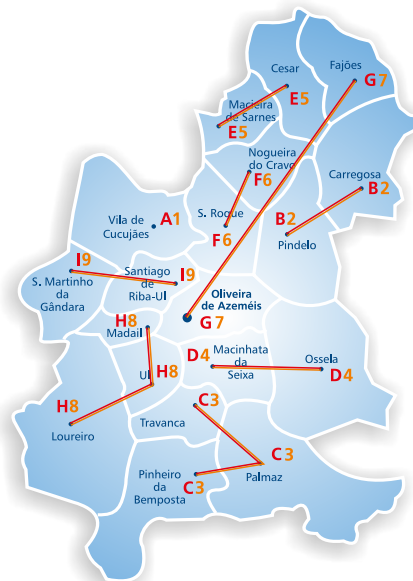 Cesar
Fajões
G7
E5
Macieira
de Sarnes
E5
Nogueira
do Cravo
F6
Carregosa
B2
A1
S. Roque
Vila de
Cucujães
F6
B2
Pindelo
I9
S. Martinho
da
Gândara
Santiago
de
Riba-Ul
I9
Oliveira
de Azeméis
G7
H8
Madail
D4
Macinhata
da
Seixa
Ossela
D4
Ul
H8
H8
Loureiro
C3
Travanca
C3
Palmaz
Pinheiro
da
Bemposta
C3